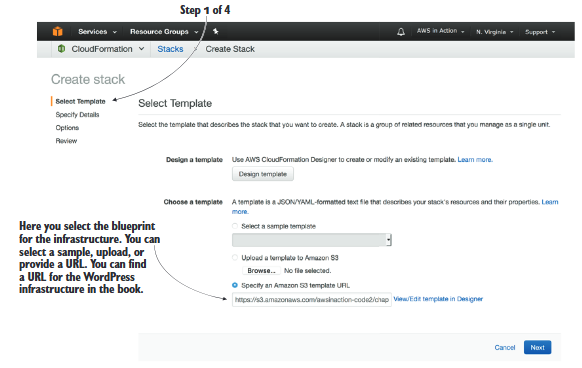 Step 1 of 4
Services Resource Groups AWS in Action N. Virginia Support
CloudFormation Stacks Create Stack
Create stack
Select Template
Specify Details
Options
Review
Select Template
Select the template that describes the stack that you want to create. A stack is a group of related resources that you manage as a single unit.
Design a template Use AWS CloudFormation Designer to create or modify an existing template. Learn more.
Design template
Choose a template A template is a JSON/YAML-formatted text file that describes your stack's resources and their properties. Learn
more.
Select a sample template
Upload a template to Amazon S3
Browse... No file selected.
Specify an Amazon S3 template URL
https://s3.amazonaws.com/awsinaction-code2/chap View/Edit template in Designer
Here you select the blueprint
for the infrastructure. You can
select a sample, upload, or
provide a URL. You can find
a URL for the WordPress
infrastructure in the book.
Cancel Next